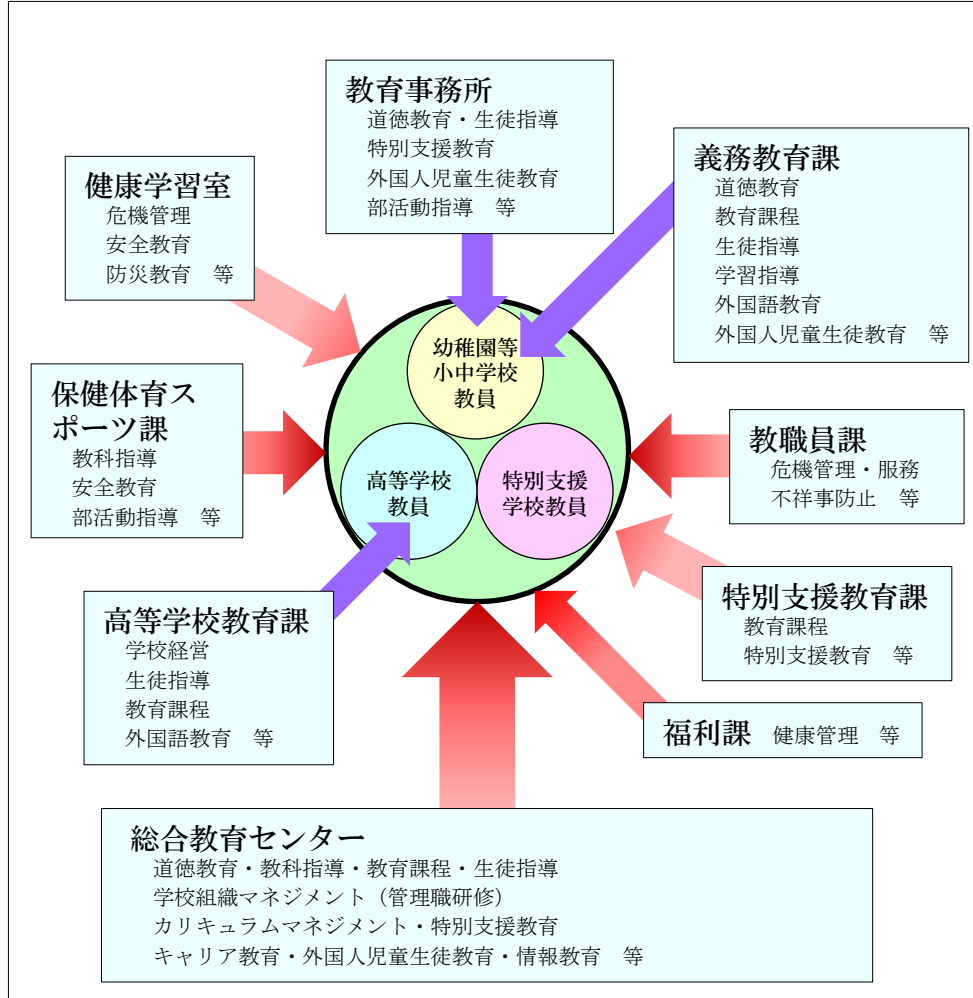 教育事務所
道徳教育・生徒指導
特別支援教育
外国人児童生徒教育
部活動指導　等
義務教育課
道徳教育
教育課程
生徒指導
学習指導
外国語教育
外国人児童生徒教育　等
健康学習室
危機管理
安全教育
防災教育　等
幼稚園等
小中学校
教員
保健体育ス
ポーツ課
教科指導
安全教育
部活動指導　等
高等学校
教員
特別支援
学校教員
教職員課
危機管理・服務
不祥事防止　等
特別支援教育課
教育課程
特別支援教育　等
高等学校教育課
学校経営
生徒指導
教育課程
外国語教育　等
福利課　健康管理　等
総合教育センター
道徳教育・教科指導・教育課程・生徒指導
学校組織マネジメント（管理職研修）
カリキュラムマネジメント・特別支援教育
キャリア教育・外国人児童生徒教育・情報教育　等